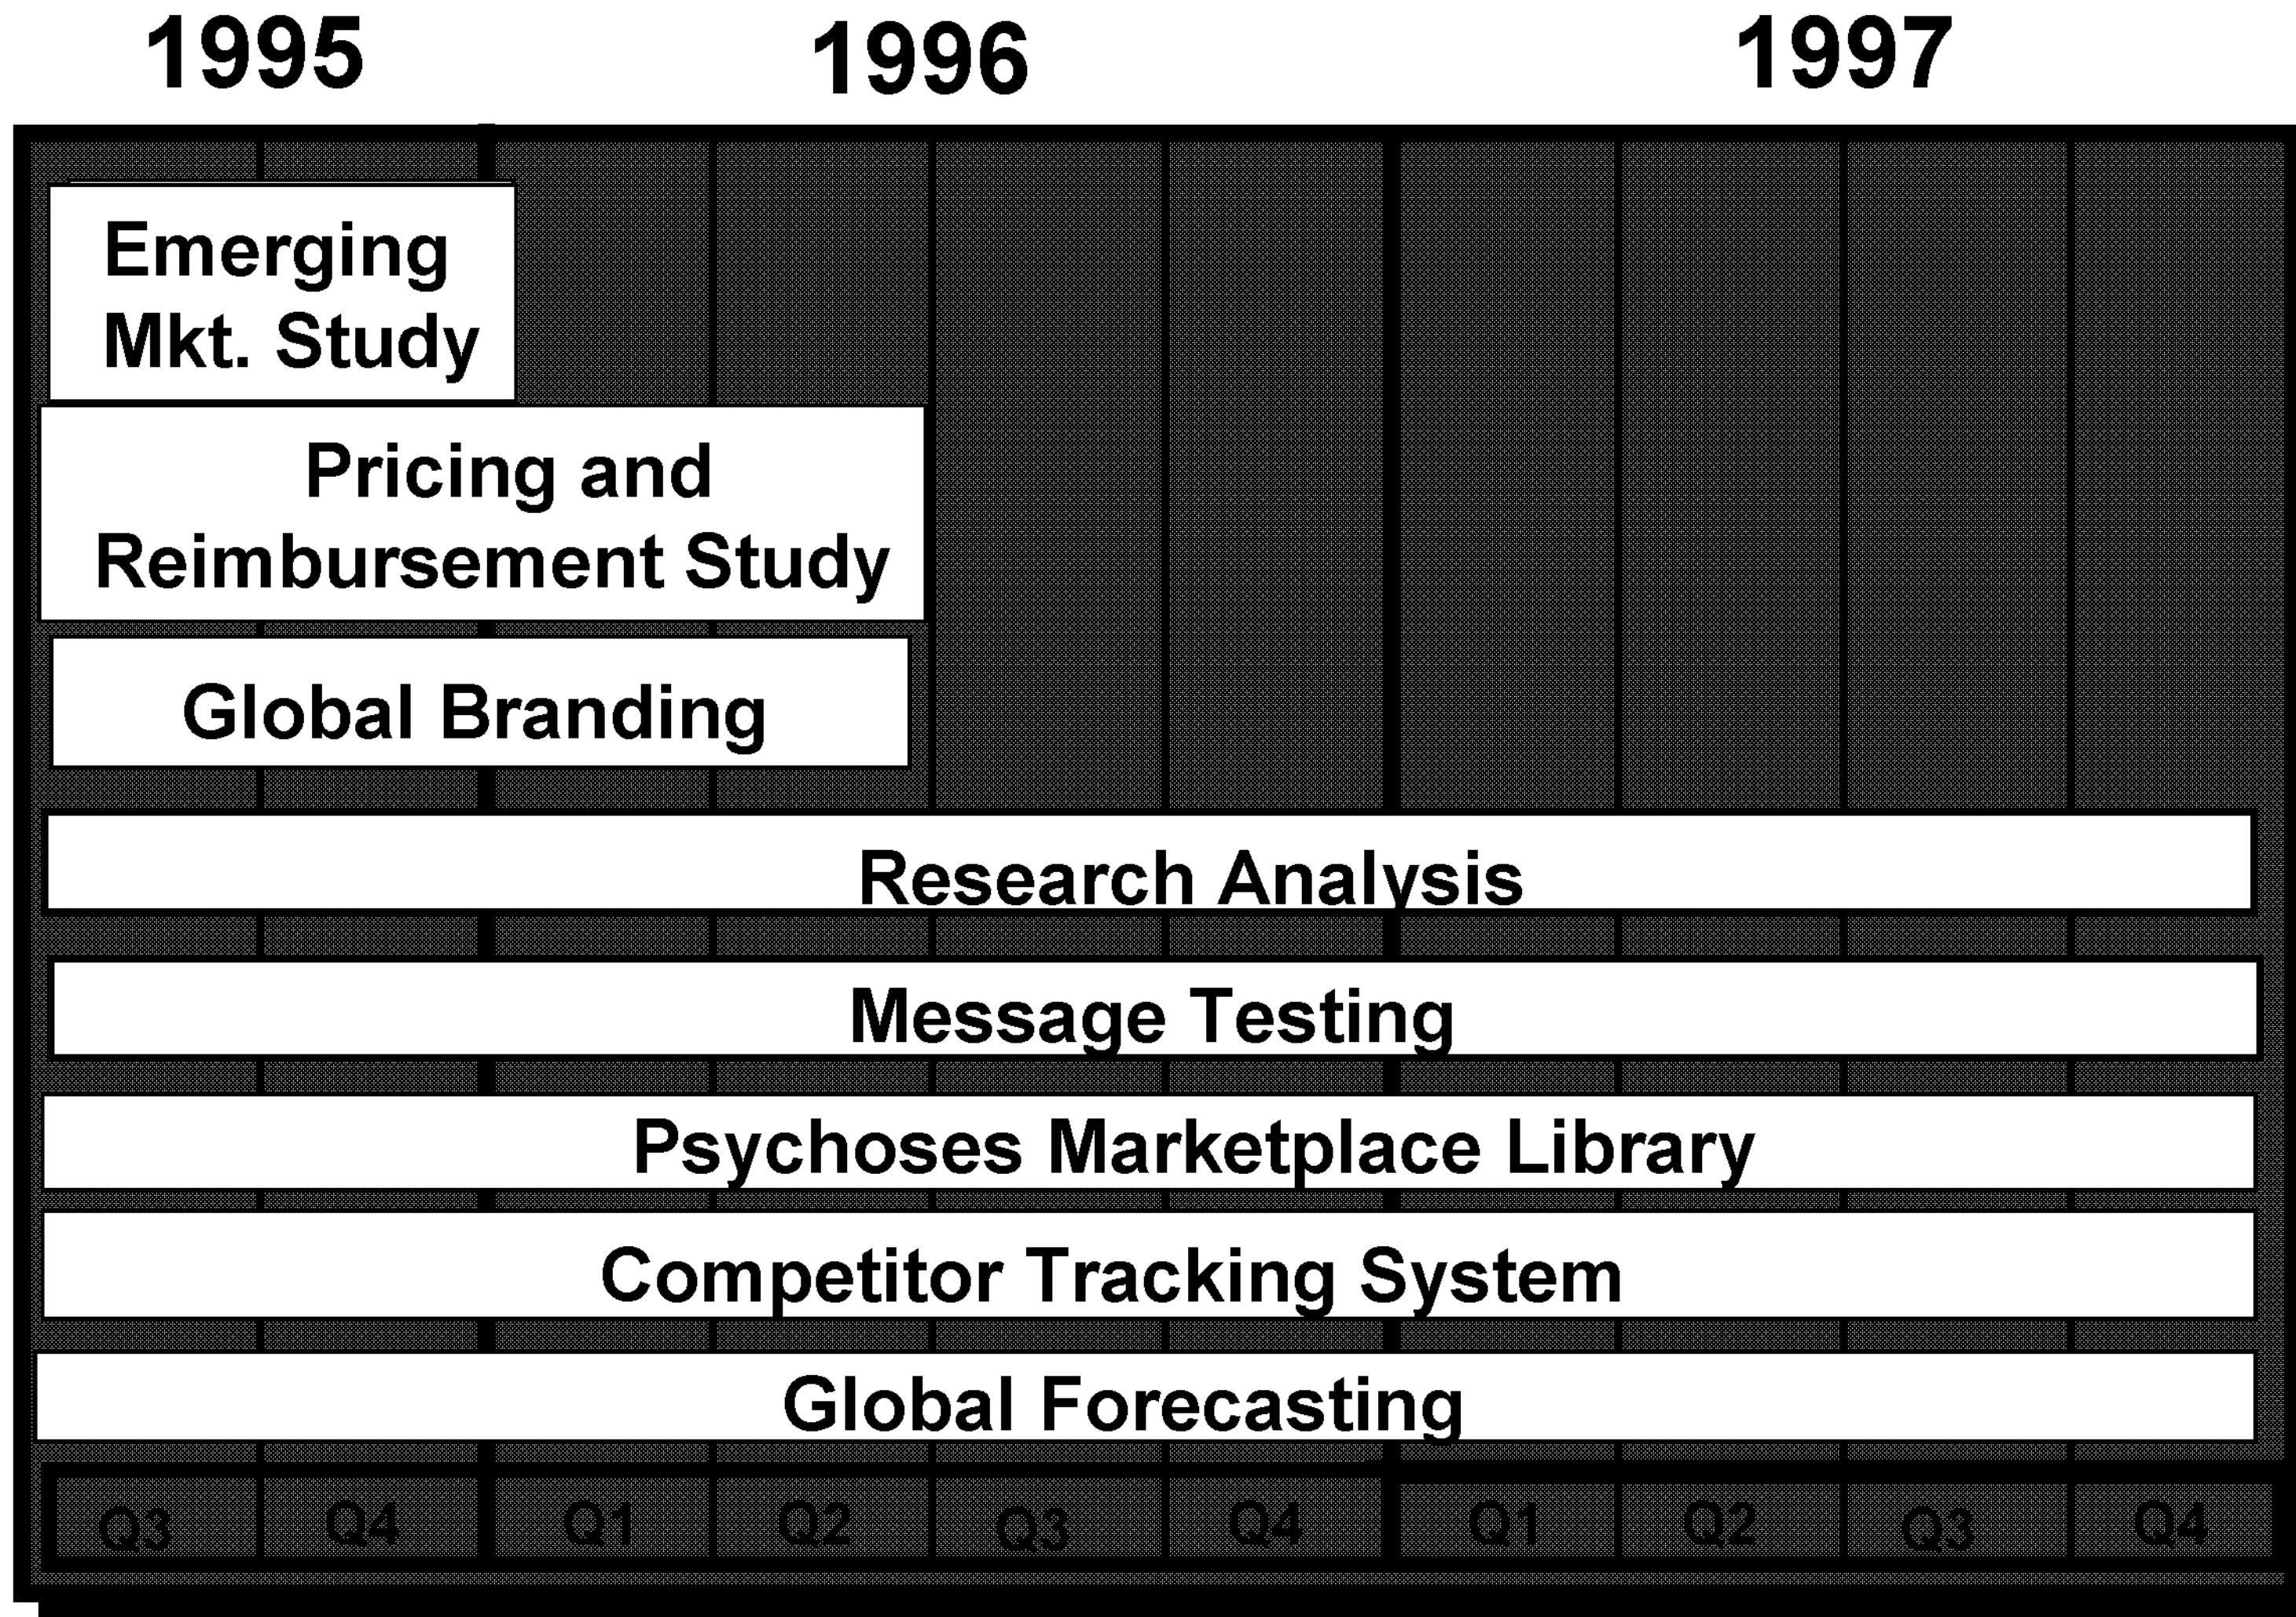 1995 1996 1997
Emerging
Mkt. Study
Pricing and
Reimbursement Study
Global Branding
Research Analysis
Message Testing
Psychoses Marketplace Library
Competitor Tracking System
Global Forecasting
Q3 Q4 Q1 Q2 Q3 Q4 Q1 Q2 Q3 Q4